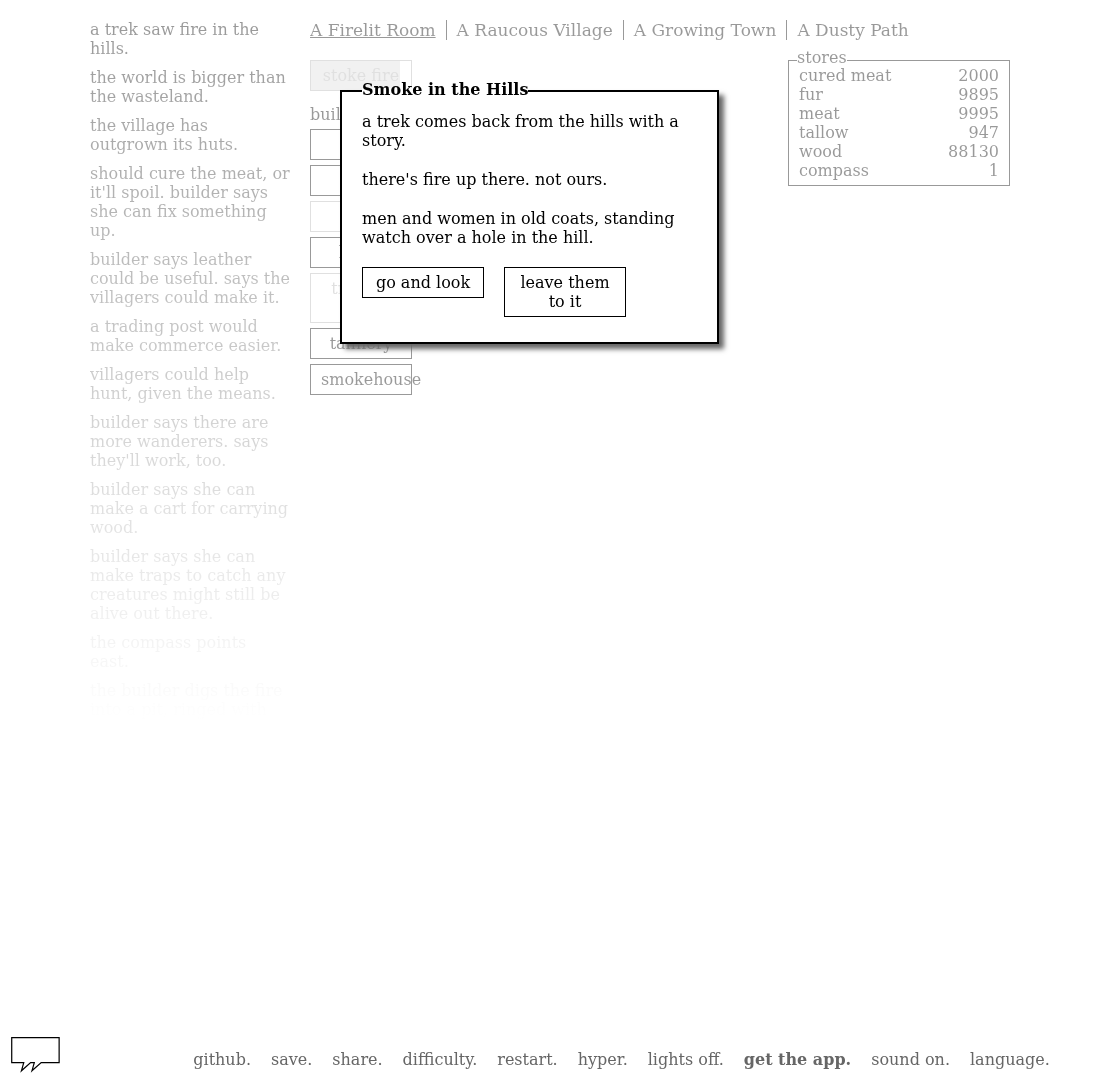 a trek saw fire in the
hills.
the world is bigger than
the wasteland.
the village has
outgrown its huts.
should cure the meat, or
it'll spoil. builder says
she can fix something
up.
builder says leather
could be useful. says the
villagers could make it.
a trading post would
make commerce easier.
villagers could help
hunt, given the means.
builder says there are
more wanderers. says
they'll work, too.
builder says she can
make a cart for carrying
wood.
builder says she can
make traps to catch any
creatures might still be
alive out there.
the compass points
east.
A Firelit Room
A Raucous Village
A Growing Town
A Dusty Path
stoke fire
Smoke in the Hills
a trek comes back from the hills with a
story.
there's fire up there. not ours.
men and women in old coats, standing
watch over a hole in the hill.
go and look
leave them
to it
tannery
smokehouse
stores
cured meat 2000
fur 9895
meat 9995
tallow 947
wood 88130
compass 1
github.
save.
share.
difficulty.
restart.
hyper.
lights off.
get the app.
sound on.
language.